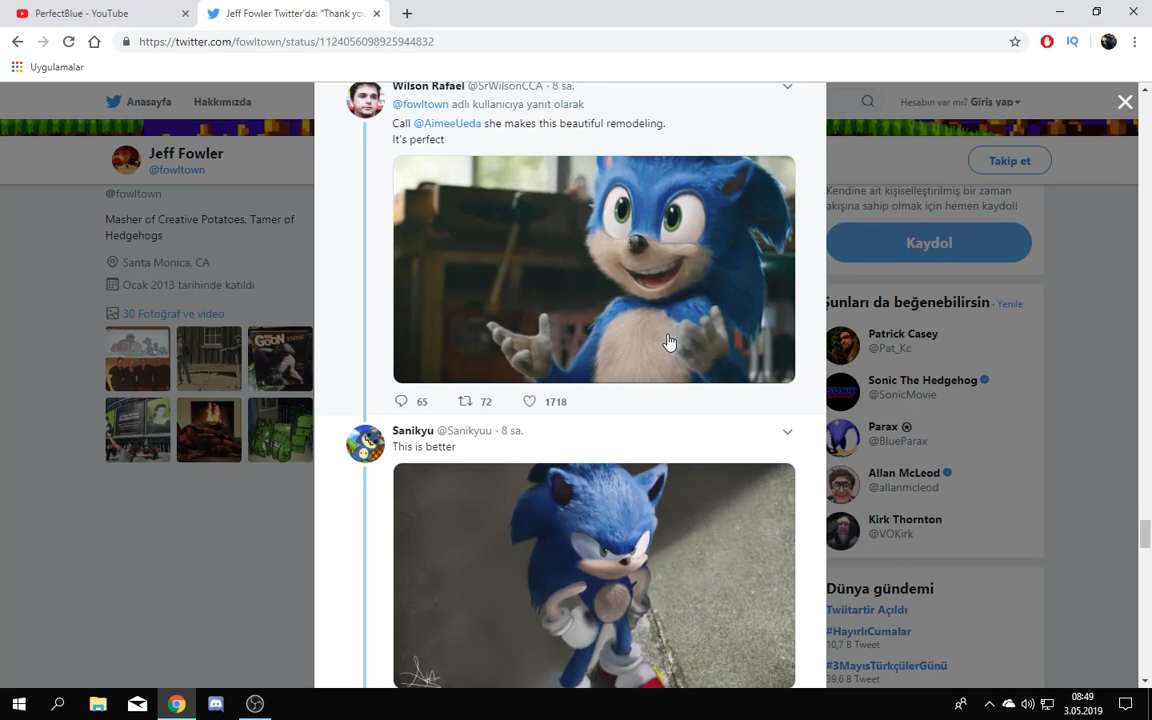 PerfectBlue - YouTube
Jeff Fowler Twitter'da: "Thank yo
https://twitter.com/fowltown/status/1124056098925944832
IQ
Uygulamalar
Anasayfa
Hakkımızda
Hesabın var mı? Giriş yap
Jeff Fowler
@fowltown
Takip et
@fowltown
Masher of Creative Potatoes, Tamer of
Hedgehogs
Santa Monica, CA
Ocak 2013 tarihinde katıldı
30 Fotoğraf ve video
Wilson Rafael @SrWilsonCCA · 8 sa.
@fowltown adlı kullanıcıya yanıt olarak
Call @AimeeUeda she makes this beautiful remodeling.
It's perfect
65
72
1718
Sanikyu @Sanikyuu · 8 sa.
This is better
Kendine ait kişiselleştirilmiş bir zaman
akışına sahip olmak için hemen kaydol!
Kaydol
Şunları da beğenebilirsin · Yenile
Patrick Casey
@Pat_Kc
Sonic The Hedgehog
@SonicMovie
Parax
@BlueParax
Allan McLeod
@allanmcleod
Kirk Thornton
@VOKirk
Dünya gündemi
Twiitartir Açıldı
#HayırlıCumalar
10,7 B Tweet
#3MayısTürkçülerGünü
39,6 B Tweet
08:49
3.05.2019